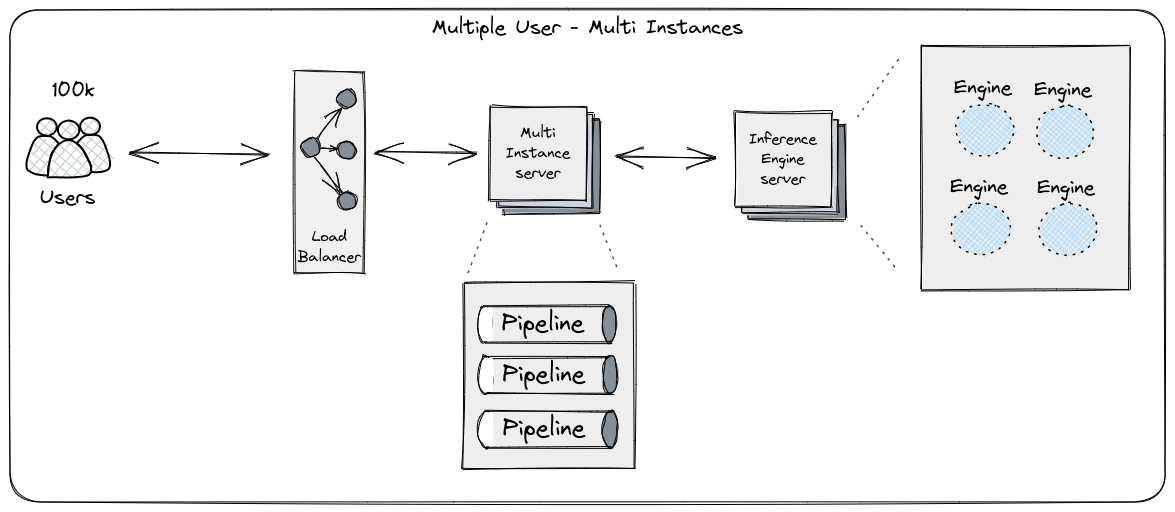 Multiple User - Multi Instances
100k
Users
Load
Balancer
Multi
Instance
server
Pipeline
Pipeline
Pipeline
Inference
Engine
server
Engine
Engine
Engine
Engine